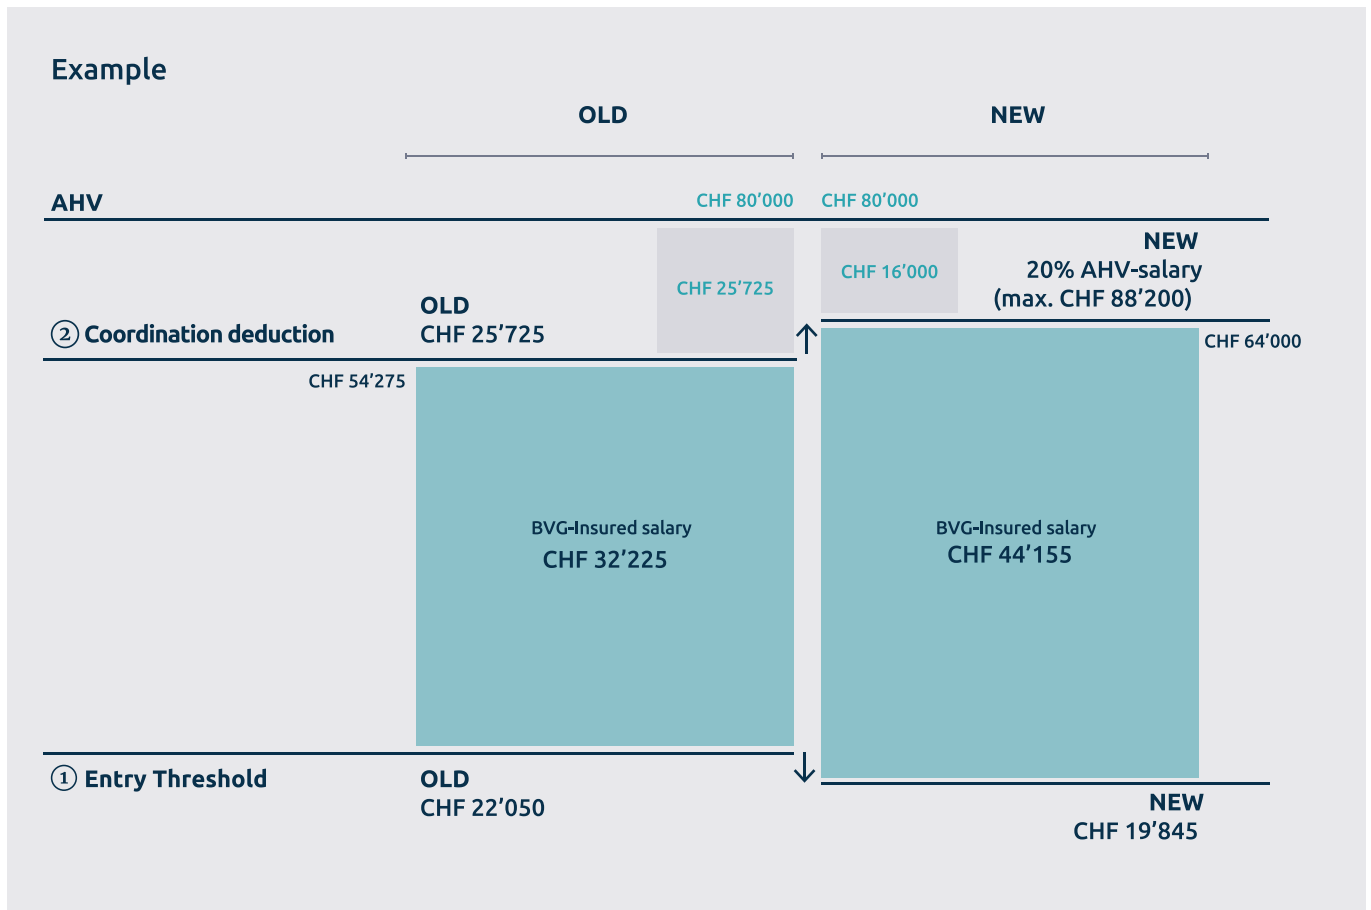 Example
OLD
NEW
AHV
CHF 80’000
CHF 80’000
CHF 25’725
CHF 16’000
NEW
20% AHV-salary
(max. CHF 88’200)
② Coordination deduction
OLD
CHF 25’725
CHF 54’275
CHF 64’000
BVG-Insured salary
CHF 32’225
BVG-Insured salary
CHF 44’155
① Entry Threshold
OLD
CHF 22’050
NEW
CHF 19’845